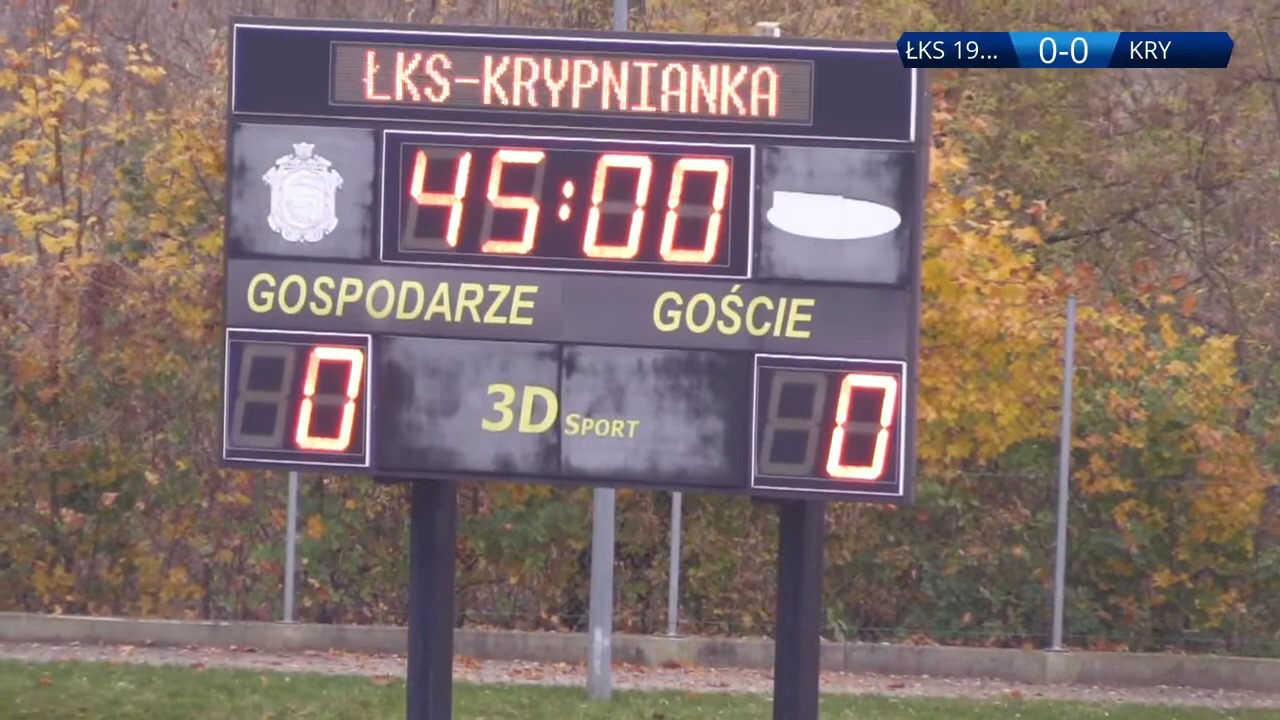 ŁKS 19... 0-0 KRY
ŁKS-KRYPNIANKA
45:00
GOSPODARZE GOŚCIE
0 3D SPORT 0